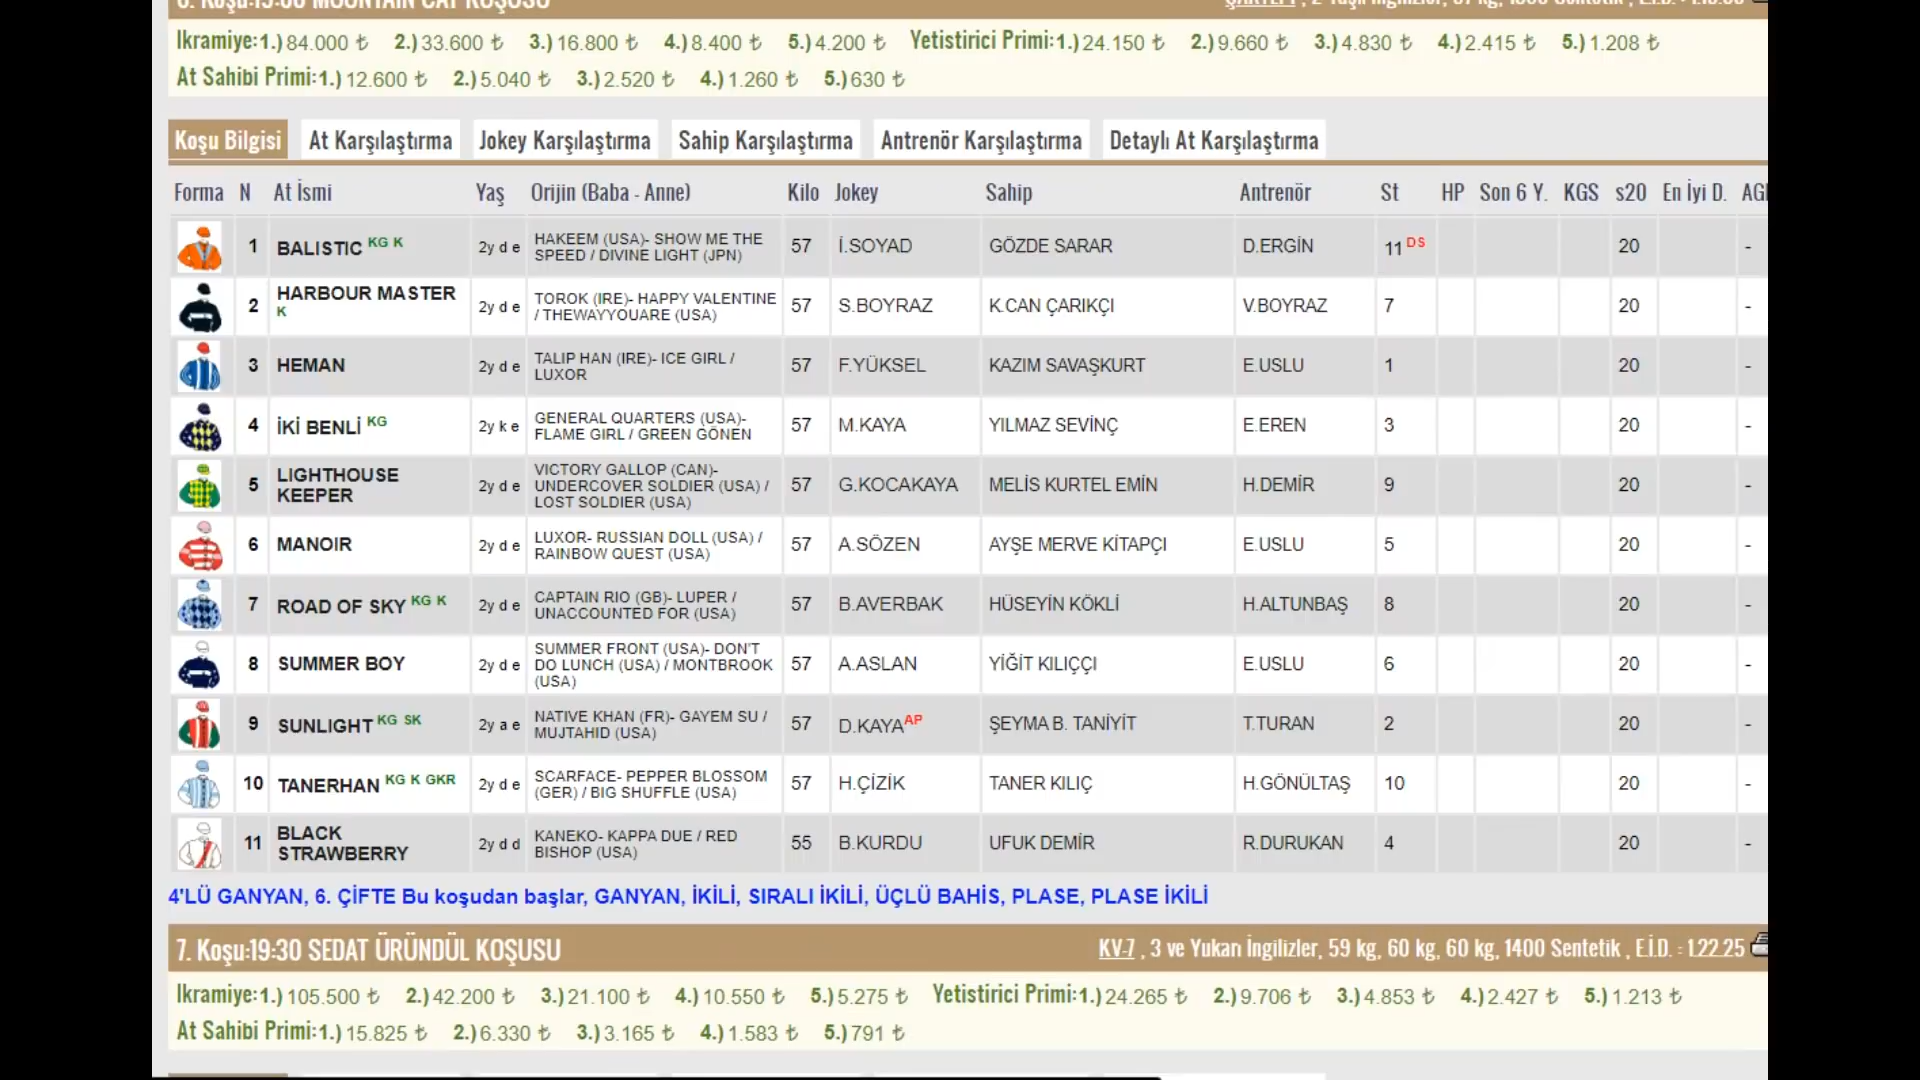 6. Koşu:19:00 MOUNTAIN CAT KOŞUSU
İkramiye:1.)84.000 ₺ 2.)33.600 ₺ 3.)16.800 ₺ 4.)8.400 ₺ 5.)4.200 ₺ Yetistirici Primi:1.)24.150 ₺ 2.)9.660 ₺ 3.)4.830 ₺ 4.)2.415 ₺ 5.)1.208 ₺
At Sahibi Primi:1.)12.600 ₺ 2.)5.040 ₺ 3.)2.520 ₺ 4.)1.260 ₺ 5.)630 ₺
Koşu Bilgisi At Karşılaştırma Jokey Karşılaştırma Sahip Karşılaştırma Antrenör Karşılaştırma Detaylı At Karşılaştırma
Forma N At İsmi Yaş Orijin (Baba - Anne) Kilo Jokey Sahip Antrenör St HP Son 6 Y. KGS s20 En İyi D.
1 BALISTIC KG K 2y d e HAKEEM (USA)- SHOW ME THE SPEED / DIVINE LIGHT (JPN) 57 İ.SOYAD GÖZDE SARAR D.ERGİN 11 DS 20 -
2 HARBOUR MASTER K 2y d e TOROK (IRE)- HAPPY VALENTINE / THEWAYYOUARE (USA) 57 S.BOYRAZ K.CAN ÇARIKÇI V.BOYRAZ 7 20 -
3 HEMAN 2y d e TALIP HAN (IRE)- ICE GIRL / LUXOR 57 F.YÜKSEL KAZIM SAVAŞKURT E.USLU 1 20 -
4 İKİ BENLİ KG 2y k e GENERAL QUARTERS (USA)- FLAME GIRL / GREEN GÖNEN 57 M.KAYA YILMAZ SEVİNÇ E.EREN 3 20 -
5 LIGHTHOUSE KEEPER 2y d e VICTORY GALLOP (CAN)- UNDERCOVER SOLDIER (USA) / LOST SOLDIER (USA) 57 G.KOCAKAYA MELİS KURTEL EMİN H.DEMİR 9 20 -
6 MANOIR 2y d e LUXOR- RUSSIAN DOLL (USA) / RAINBOW QUEST (USA) 57 A.SÖZEN AYŞE MERVE KİTAPÇI E.USLU 5 20 -
7 ROAD OF SKY KG K 2y d e CAPTAIN RIO (GB)- LUPER / UNACCOUNTED FOR (USA) 57 B.AVERBAK HÜSEYİN KÖKLİ H.ALTUNBAŞ 8 20 -
8 SUMMER BOY 2y d e SUMMER FRONT (USA)- DON'T DO LUNCH (USA) / MONTBROOK (USA) 57 A.ASLAN YİĞİT KILIÇÇI E.USLU 6 20 -
9 SUNLIGHT KG SK 2y a e NATIVE KHAN (FR)- GAYEM SU / MUJTAHID (USA) 57 D.KAYA AP ŞEYMA B. TANİYİT T.TURAN 2 20 -
10 TANERHAN KG K GKR 2y d e SCARFACE- PEPPER BLOSSOM (GER) / BIG SHUFFLE (USA) 57 H.ÇİZİK TANER KILIÇ H.GÖNÜLTAŞ 10 20 -
11 BLACK STRAWBERRY 2y d d KANEKO- KAPPA DUE / RED BISHOP (USA) 55 B.KURDU UFUK DEMİR R.DURUKAN 4 20 -
4'LÜ GANYAN, 6. ÇİFTE Bu koşudan başlar, GANYAN, İKİLİ, SIRALI İKİLİ, ÜÇLÜ BAHİS, PLASE, PLASE İKİLİ
7. Koşu:19:30 SEDAT ÜRÜNDÜL KOŞUSU KV-7 , 3 ve Yukarı İngilizler, 59 kg, 60 kg, 60 kg, 1400 Sentetik , E.İ.D. : 1.22.25
İkramiye:1.)105.500 ₺ 2.)42.200 ₺ 3.)21.100 ₺ 4.)10.550 ₺ 5.)5.275 ₺ Yetistirici Primi:1.)24.265 ₺ 2.)9.706 ₺ 3.)4.853 ₺ 4.)2.427 ₺ 5.)1.213 ₺
At Sahibi Primi:1.)15.825 ₺ 2.)6.330 ₺ 3.)3.165 ₺ 4.)1.583 ₺ 5.)791 ₺